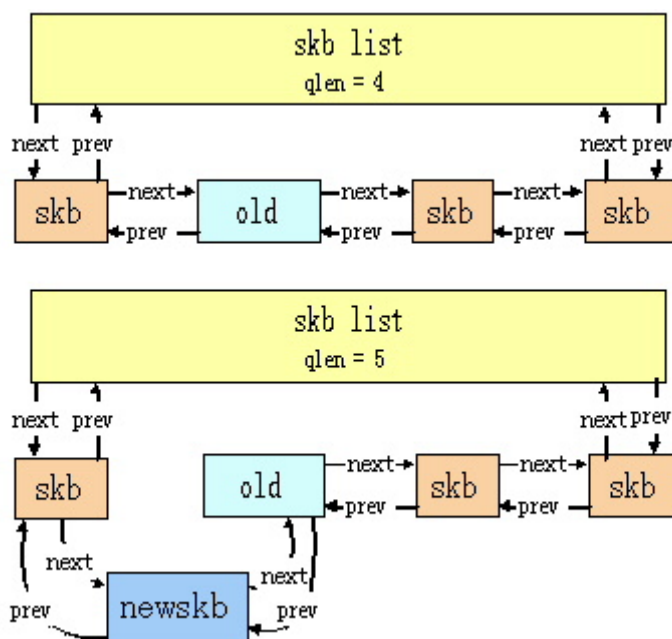 skb list
qlen = 4
next prev next prev
next next next
skb old skb skb
prev prev prev
skb list
qlen = 5
next prev next prev
next next
skb old skb skb
prev prev
next next
prev newskb prev